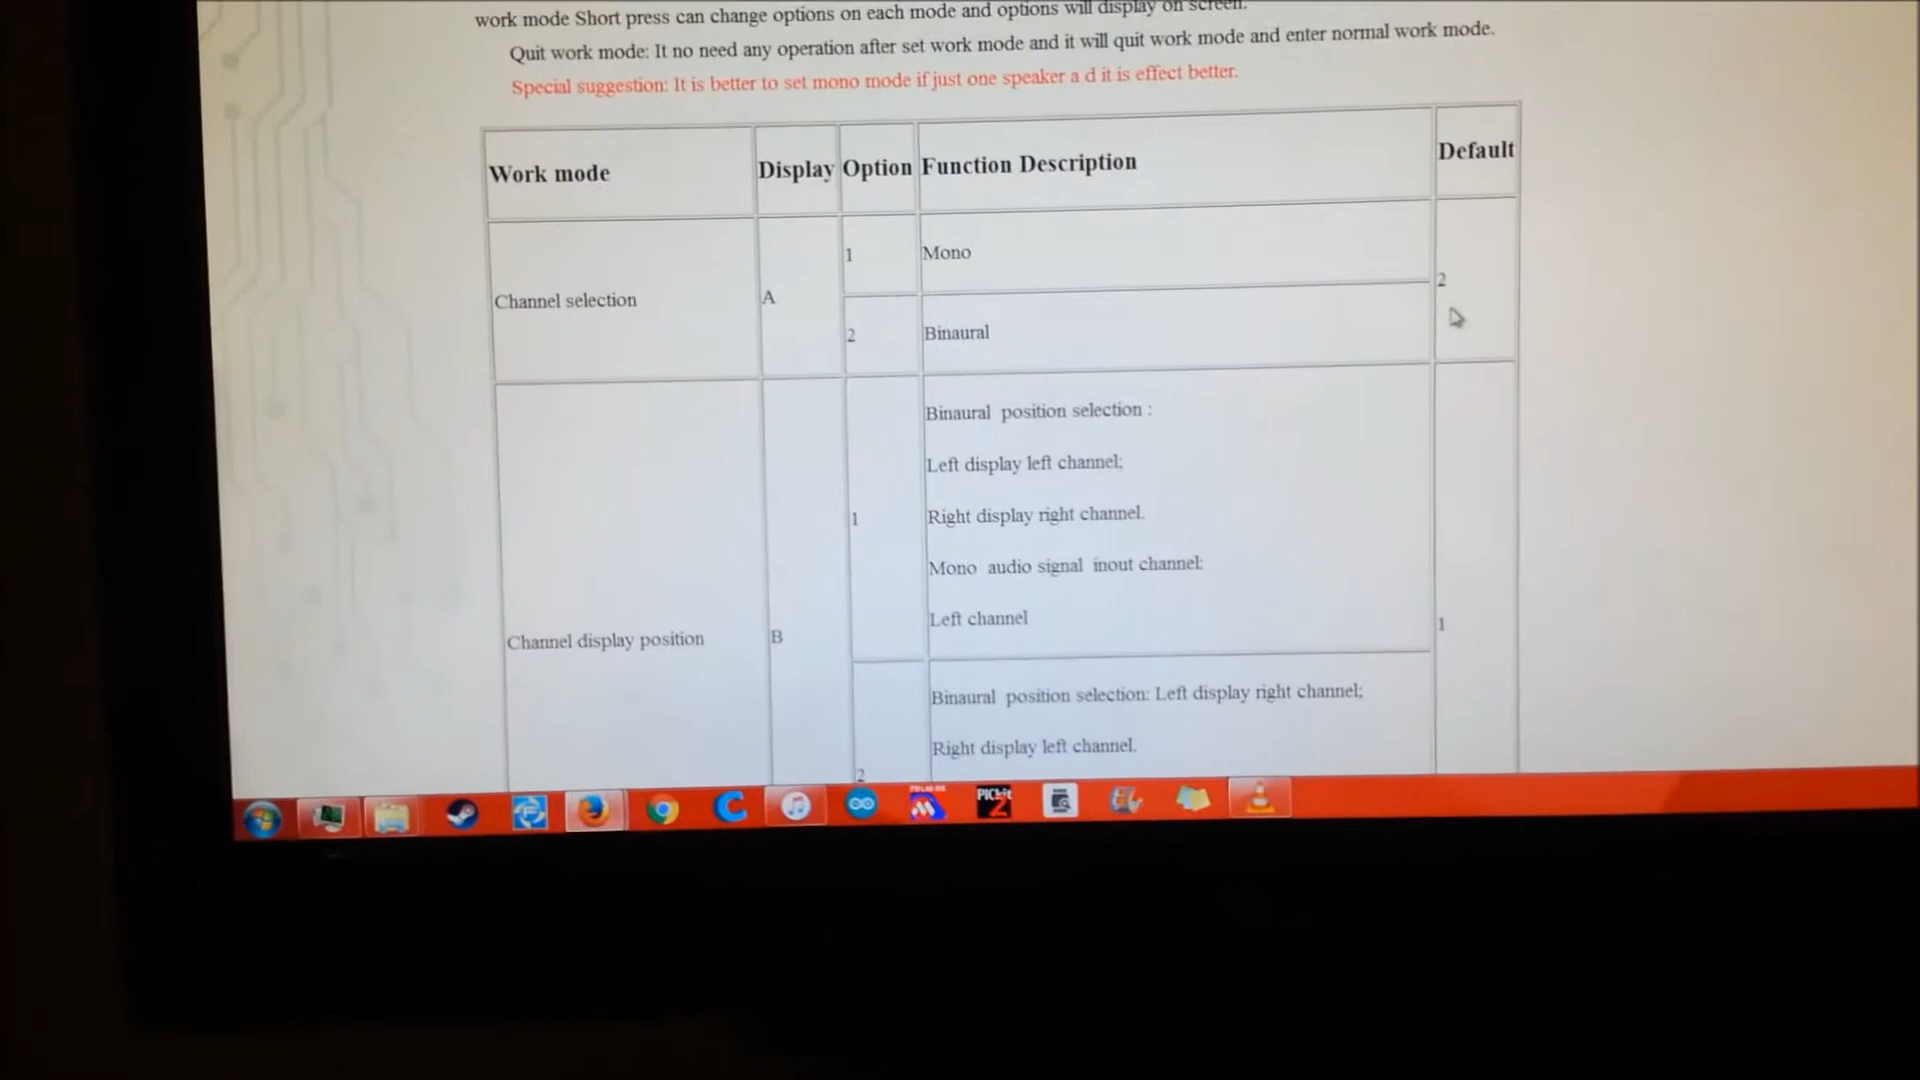 work mode Short press can change options on each mode and options will display on screen.
Quit work mode: It no need any operation after set work mode and it will quit work mode and enter normal work mode.
Special suggestion: It is better to set mono mode if just one speaker a d it is effect better.
Work mode Display Option Function Description Default
Channel selection A 1 Mono 2
2 Binaural
Channel display position B 1 Binaural position selection :
Left display left channel;
Right display right channel.
Mono audio signal inout channel:
Left channel
1
2 Binaural position selection: Left display right channel;
Right display left channel.
PICkit
2